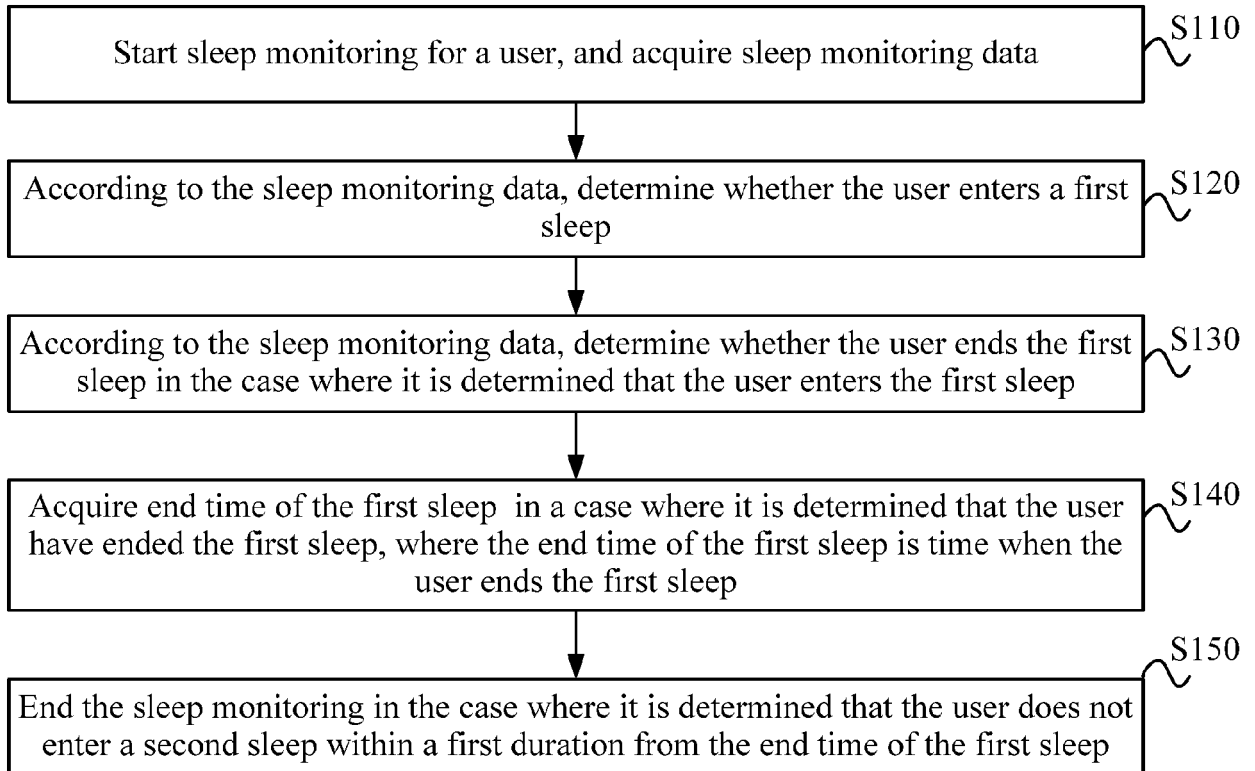 Start sleep monitoring for a user, and acquire sleep monitoring data
S110
According to the sleep monitoring data, determine whether the user enters a first
sleep
S120
According to the sleep monitoring data, determine whether the user ends the first
sleep in the case where it is determined that the user enters the first sleep
S130
Acquire end time of the first sleep in a case where it is determined that the user
have ended the first sleep, where the end time of the first sleep is time when the
user ends the first sleep
S140
End the sleep monitoring in the case where it is determined that the user does not
enter a second sleep within a first duration from the end time of the first sleep
S150